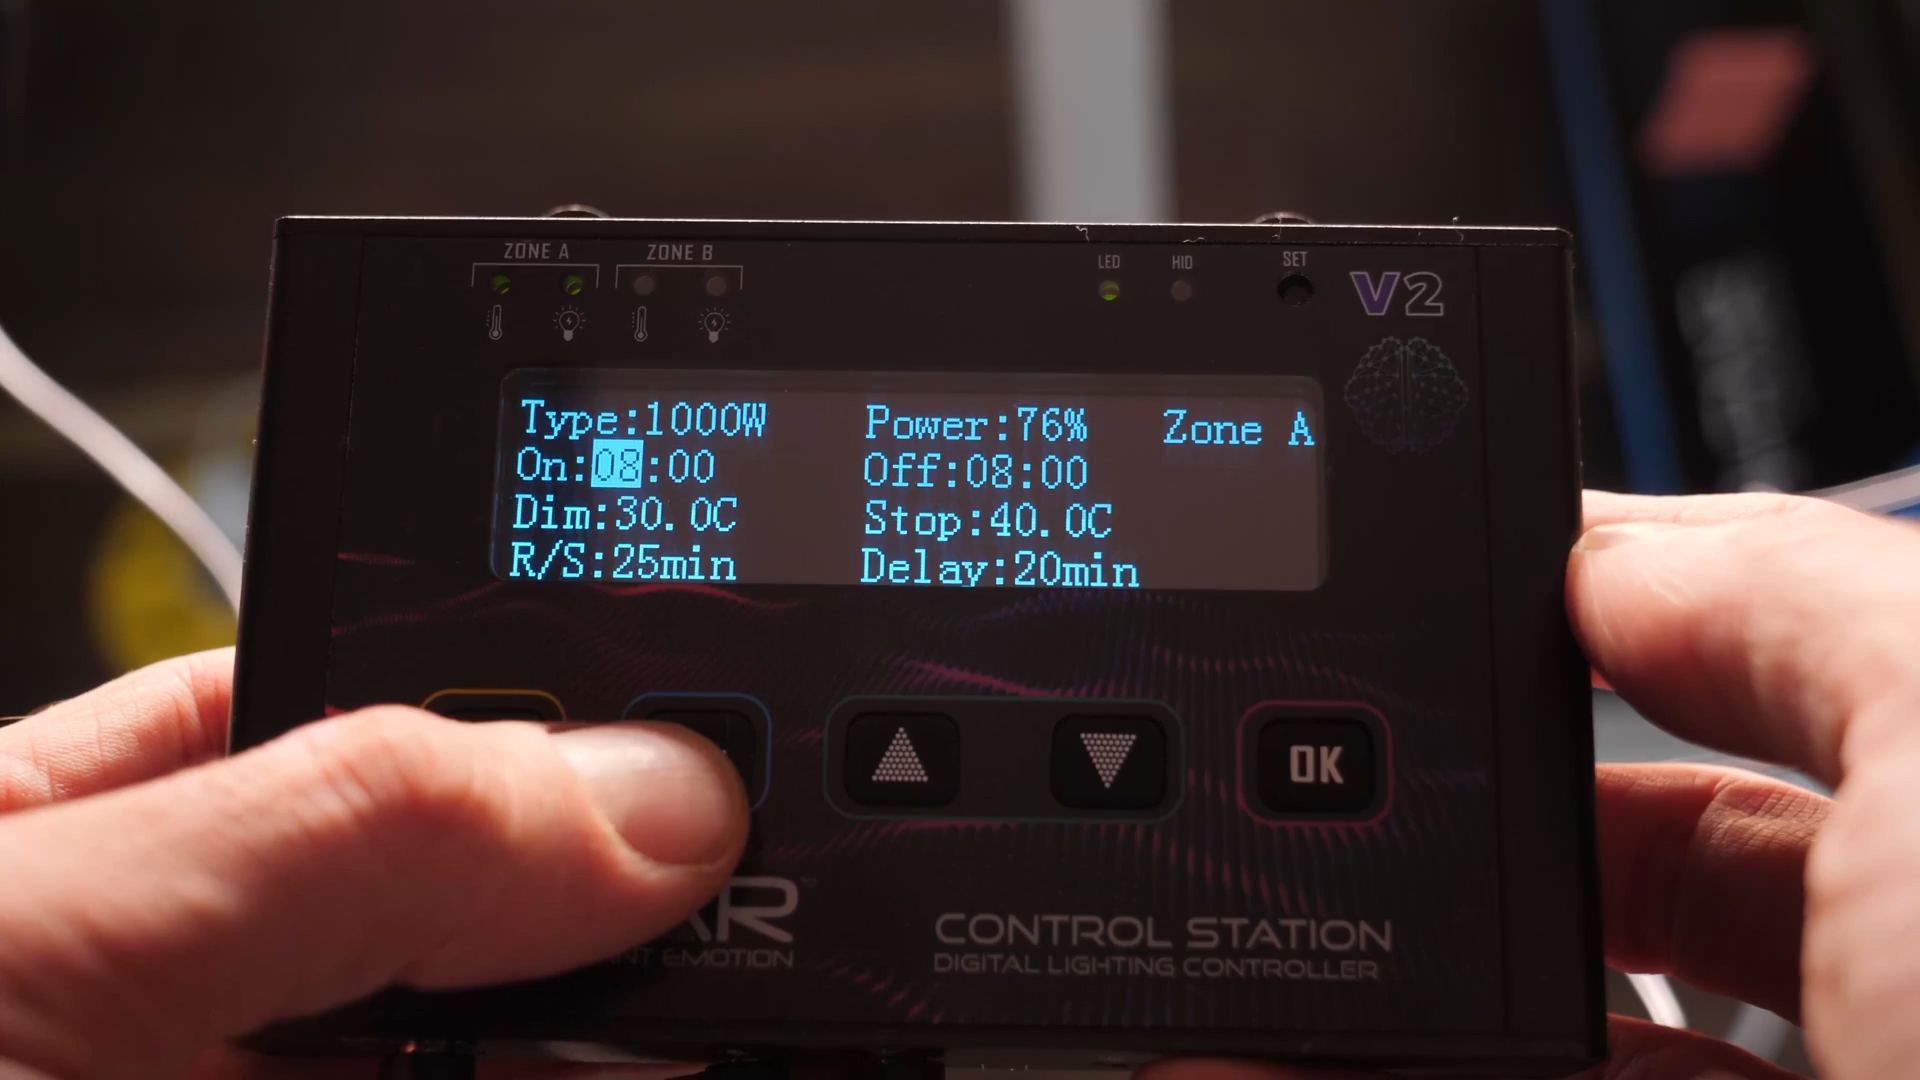 ZONE A ZONE B
LED HID SET
V2
Type:1000W Power:76% Zone A
On:08:00 Off:08:00
Dim:30.0C Stop:40.0C
R/S:25min Delay:20min
OK
CONTROL STATION
EMOTION DIGITAL LIGHTING CONTROLLER